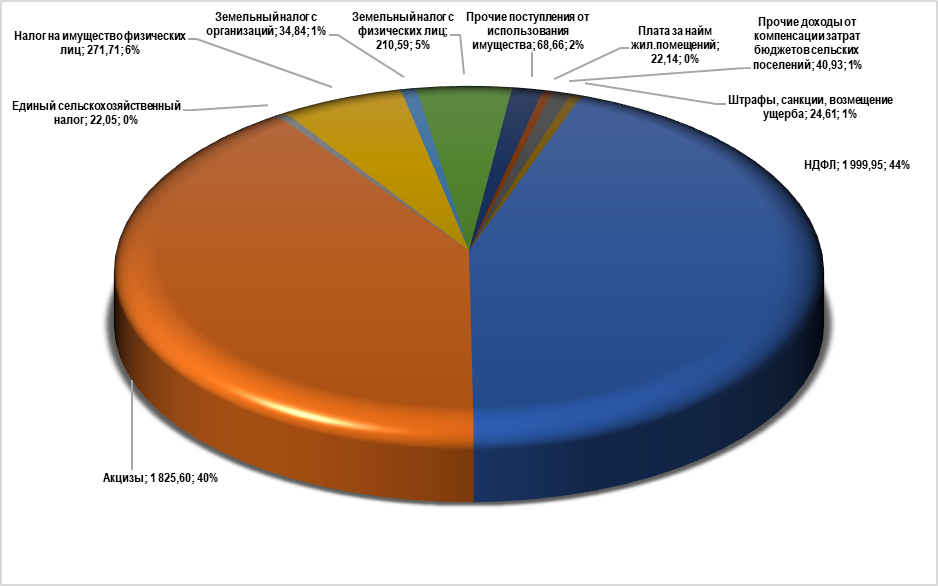 Налог на имущество физических
лиц; 271,71; 6%
Земельный налог с
организаций; 34,84; 1%
Земельный налог с
физических лиц;
210,59; 5%
Прочие поступления от
использования
имущества; 68,66; 2%
Плата за найм
жил.помещений;
22,14; 0%
Прочие доходы от
компенсации затрат
бюджетов сельских
поселений; 40,93; 1%
Единый сельскохозяйственный
налог; 22,05; 0%
Штрафы, санкции, возмещение
ущерба; 24,61; 1%
НДФЛ; 1 999,95; 44%
Акцизы; 1 825,60; 40%